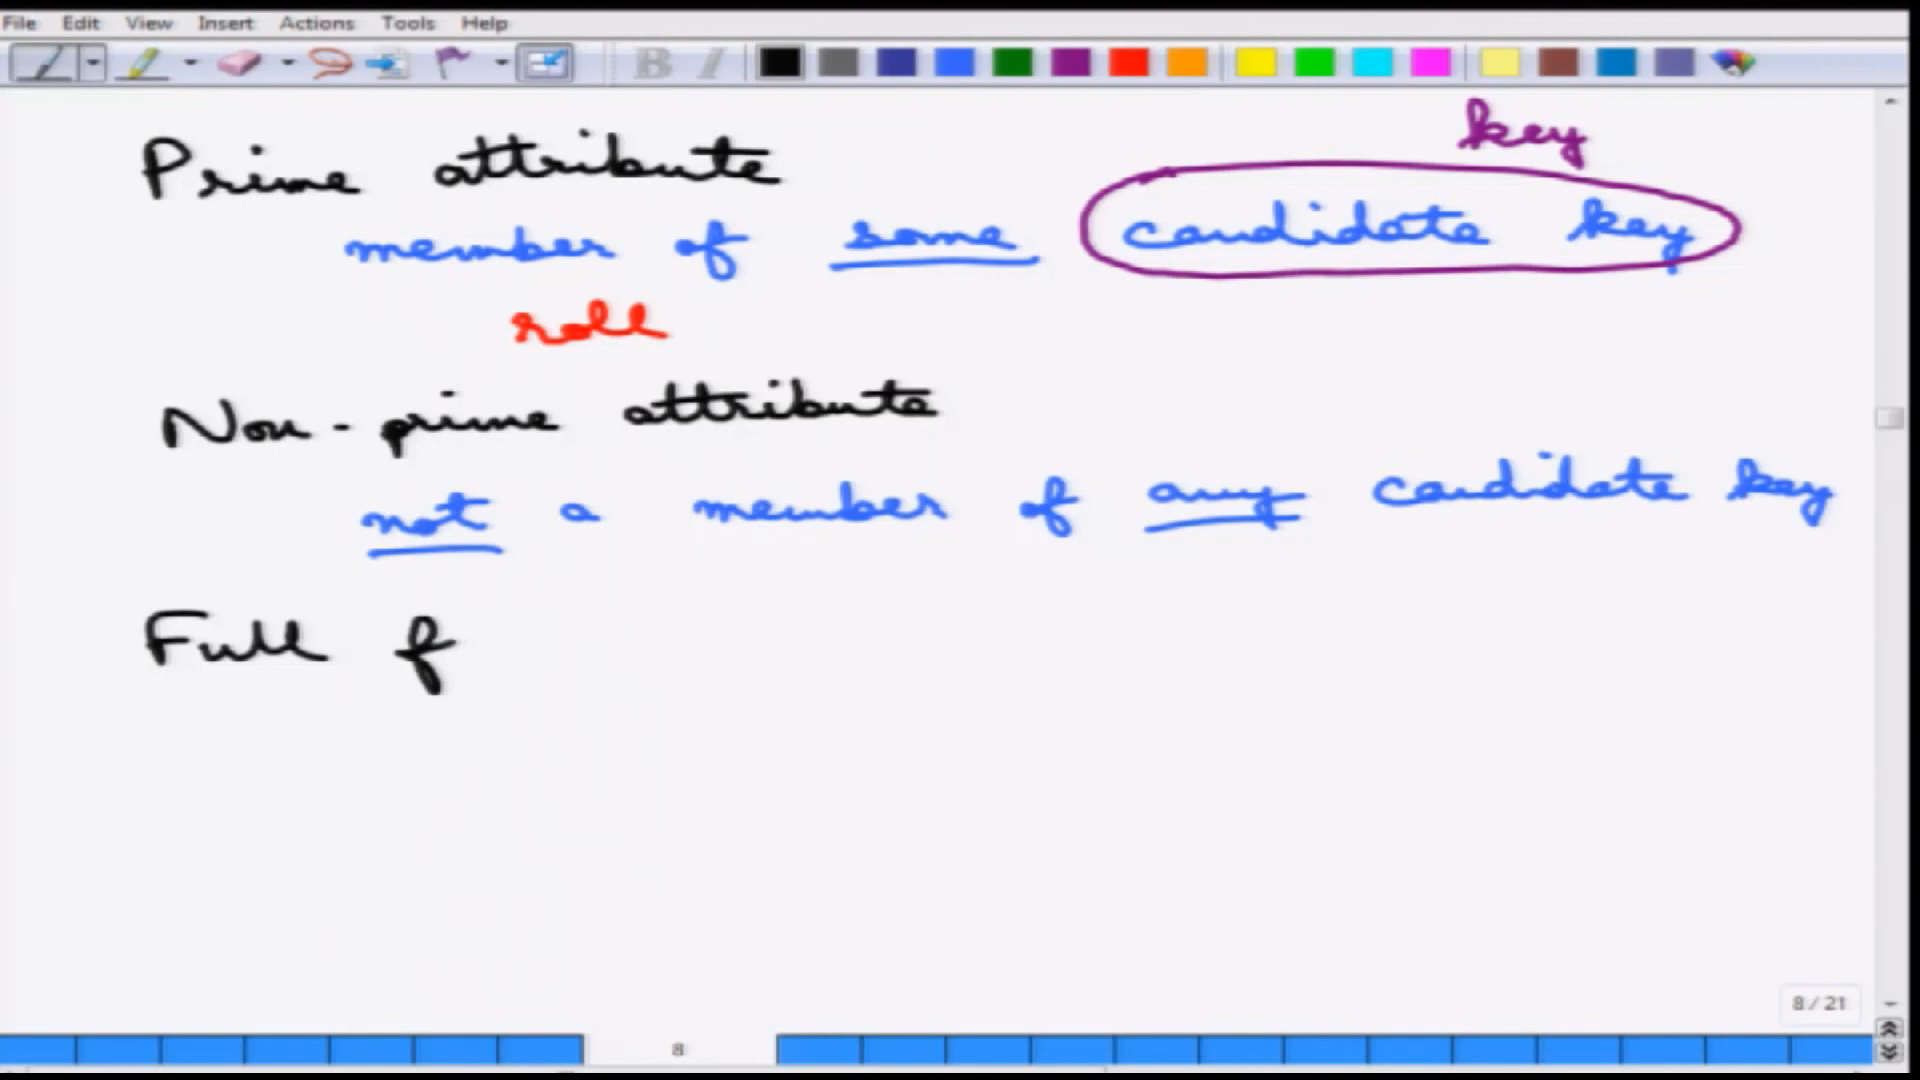 File Edit View Insert Actions Tools Help
B I
key
Prime attribute
member of some candidate key
roll
Non-prime attribute
not a member of any candidate key
Full f
8 / 21
8